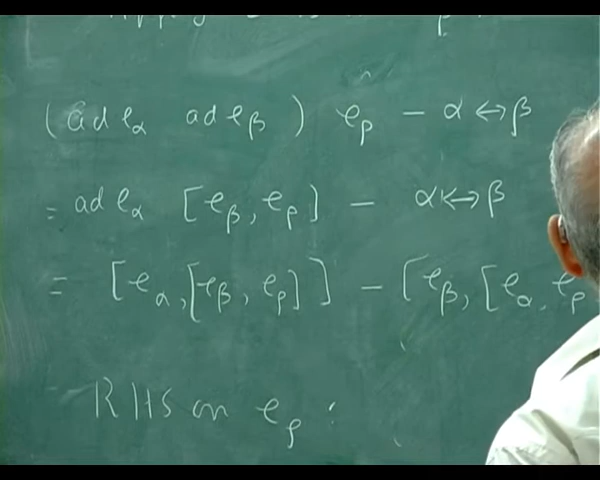 (ad e_α ad e_β) e_ρ − α ↔ β
= ad e_α [e_β, e_ρ] − α ↔ β
= [e_α, [e_β, e_ρ]] − [e_β, [e_α, e_ρ
RHS on e_ρ :